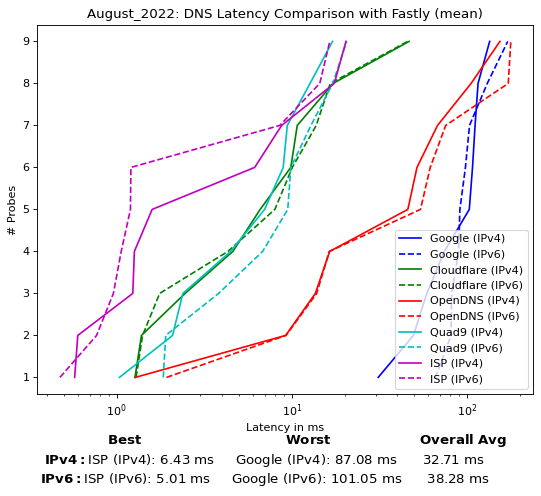 August_2022: DNS Latency Comparison with Fastly (mean)
# Probes
9
8
7
6
5
4
3
2
1
Google (IPv4)
Google (IPv6)
Cloudflare (IPv4)
Cloudflare (IPv6)
OpenDNS (IPv4)
OpenDNS (IPv6)
Quad9 (IPv4)
Quad9 (IPv6)
ISP (IPv4)
ISP (IPv6)
10⁰ 10¹ 10²
Latency in ms
Best Worst Overall Avg
IPv4: ISP (IPv4): 6.43 ms Google (IPv4): 87.08 ms 32.71 ms
IPv6: ISP (IPv6): 5.01 ms Google (IPv6): 101.05 ms 38.28 ms